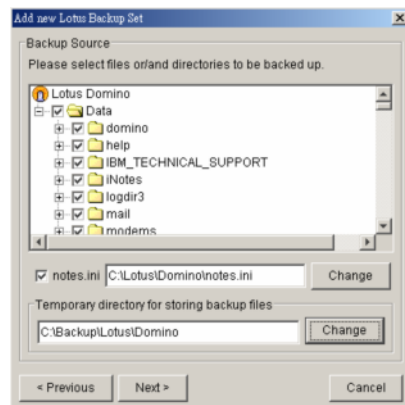 Add new Lotus Backup Set
Backup Source
Please select files or/and directories to be backed up.
Lotus Domino
Data
domino
help
IBM_TECHNICAL_SUPPORT
iNotes
logdir3
mail
modems
notes.ini C:\Lotus\Domino\notes.ini Change
Temporary directory for storing backup files
C:\Backup\Lotus\Domino Change
< Previous Next > Cancel